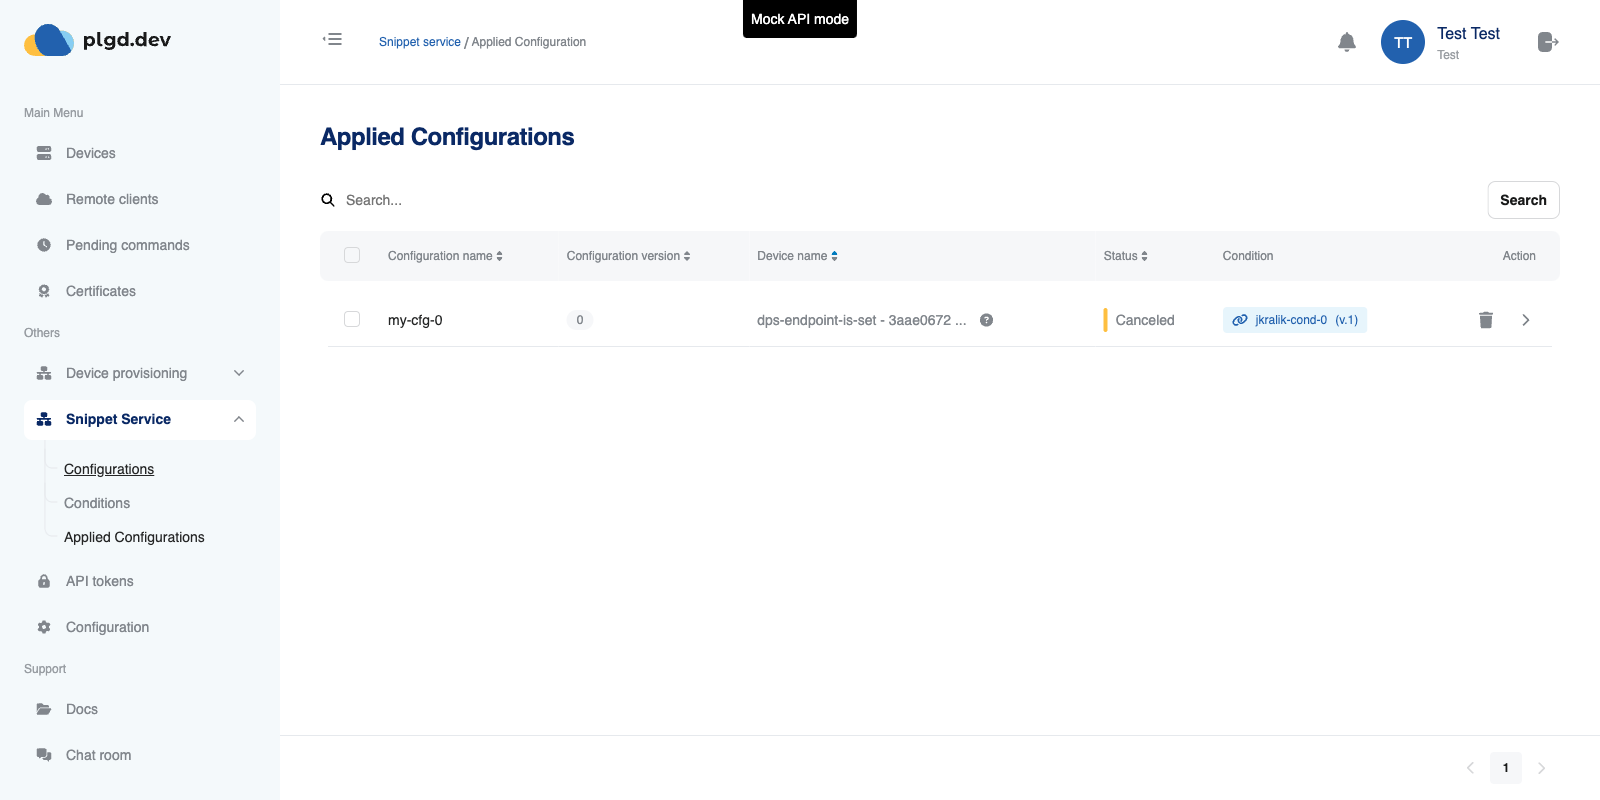 Mock API mode
plgd.dev
Snippet service / Applied Configuration
TT
Test Test
Test
Main Menu
Devices
Remote clients
Pending commands
Certificates
Others
Device provisioning
Snippet Service
Configurations
Conditions
Applied Configurations
API tokens
Configuration
Support
Docs
Chat room
Applied Configurations
Search...
Search
Configuration name Configuration version Device name Status Condition Action
my-cfg-0 0 dps-endpoint-is-set - 3aae0672 ... ? Canceled jkralik-cond-0 (v.1)
1